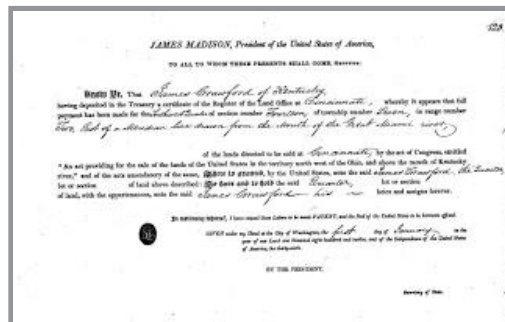 128
JAMES MADISON, President of the United States of America,
TO ALL TO WHOM THESE PRESENTS SHALL COME, GREETING:
Know Ye, That James Crawford of Kentucky
having deposited in the Treasury a certificate of the Register of the Land Office at Cincinnati, whereby it appears that full
payment has been made for the of section number Fourteen of township number Seven, in range number
Two East of a Meridian line drawn from the Mouth of the Great Miami river,
of the lands directed to be sold at Cincinnati, by the act of Congress, entitled
"An act providing for the sale of the lands of the United States in the territory north west of the Ohio, and above the mouth of Kentucky
river," and of the acts amendatory of the same, There is granted, by the United States, unto the said James Crawford the Quarter
lot or section of land above described: To have and to hold the said Quarter lot or section
of land, with the appurtenances, unto the said James Crawford his heirs and assigns forever.
In testimony whereof, I have caused these Letters to be made PATENT, and the Seal of the United States to be hereunto affixed.
GIVEN under my Hand at the City of Washington, the first day of January in the
year of our Lord one thousand eight hundred and twelve, and of the Independence of the United States
of America, the thirty-sixth.
BY THE PRESIDENT,
Secretary of State.